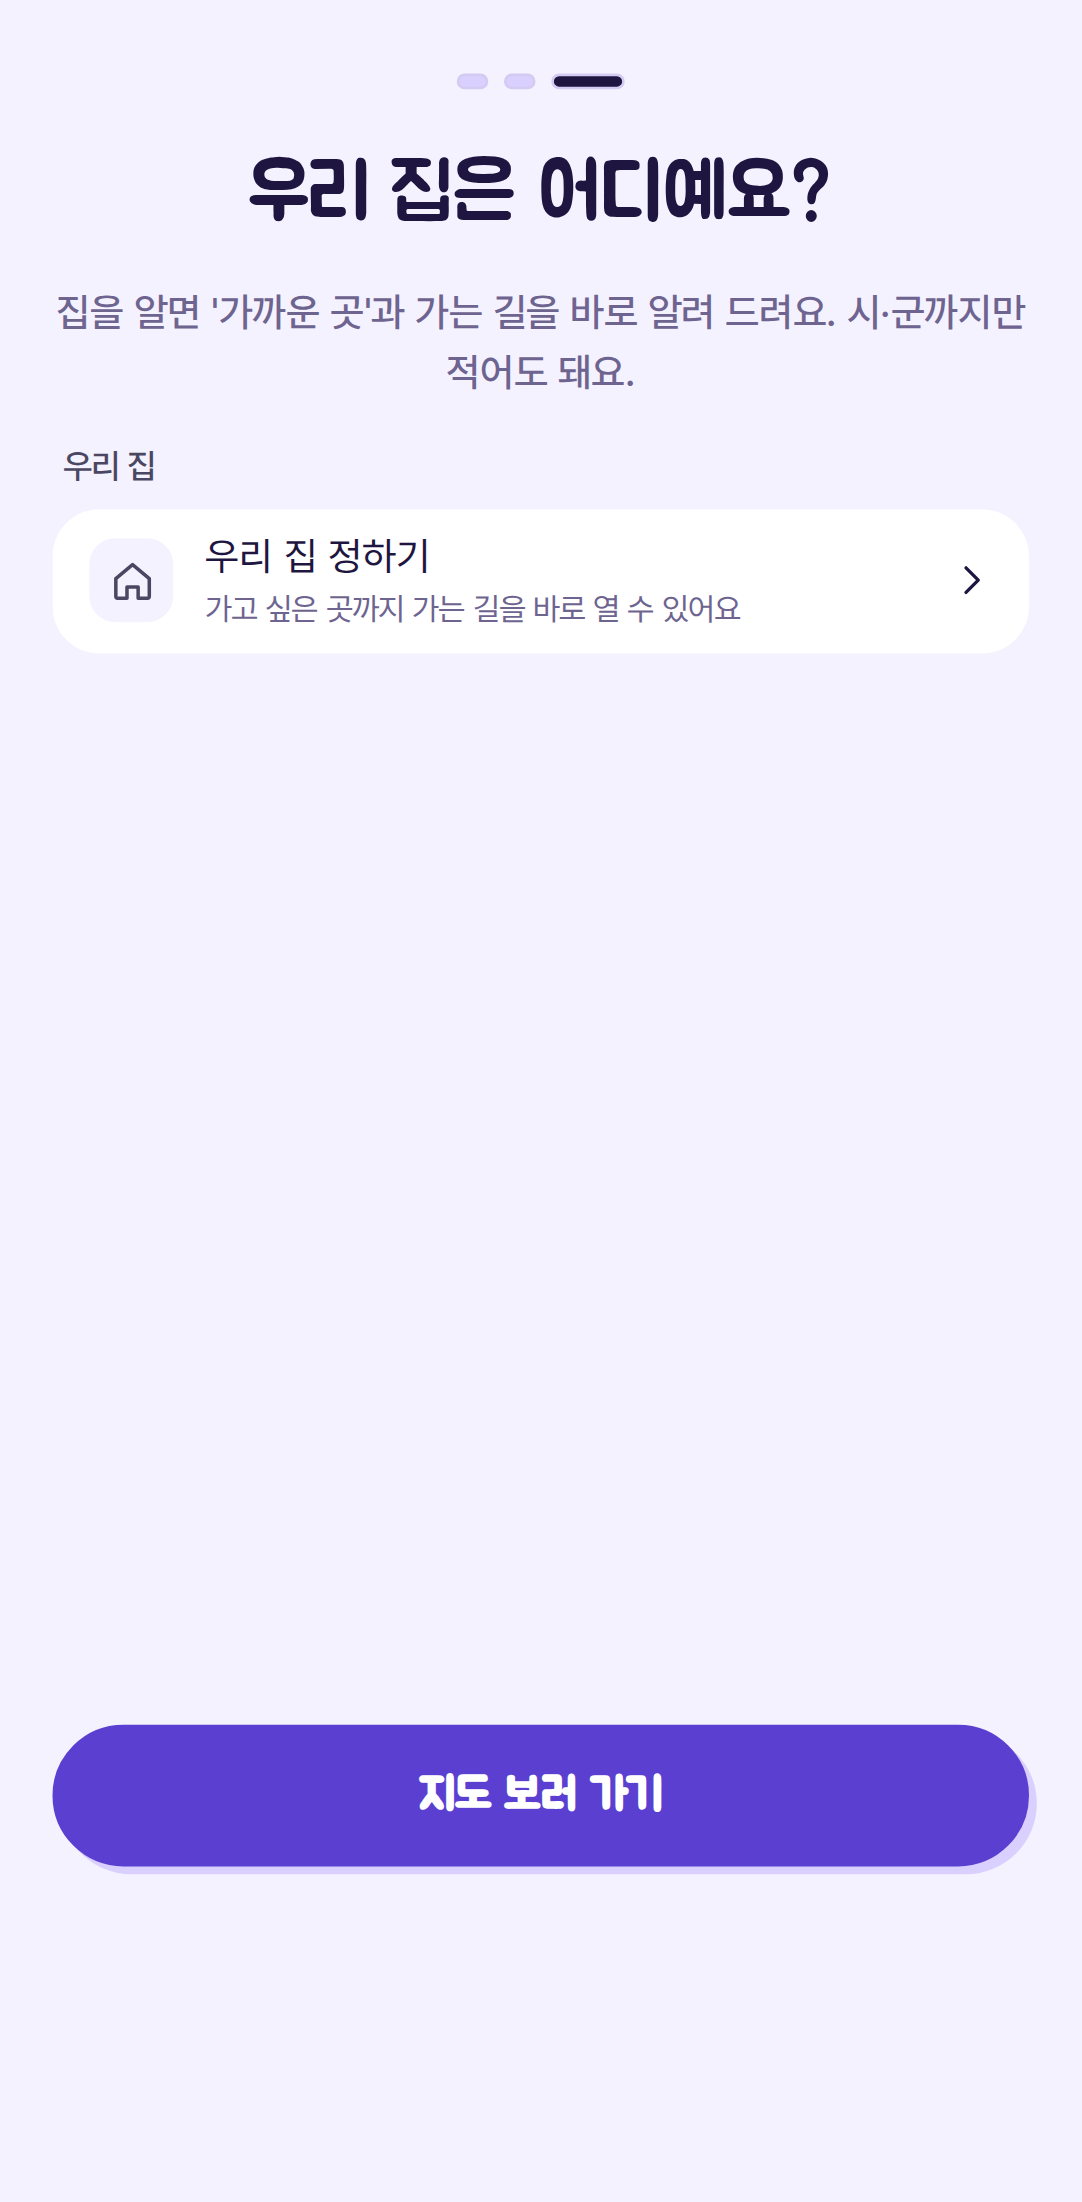 우리 집은 어디예요?
집을 알면 '가까운 곳'과 가는 길을 바로 알려 드려요. 시·군까지만
적어도 돼요.
우리 집
우리 집 정하기
가고 싶은 곳까지 가는 길을 바로 열 수 있어요
지도 보러 가기